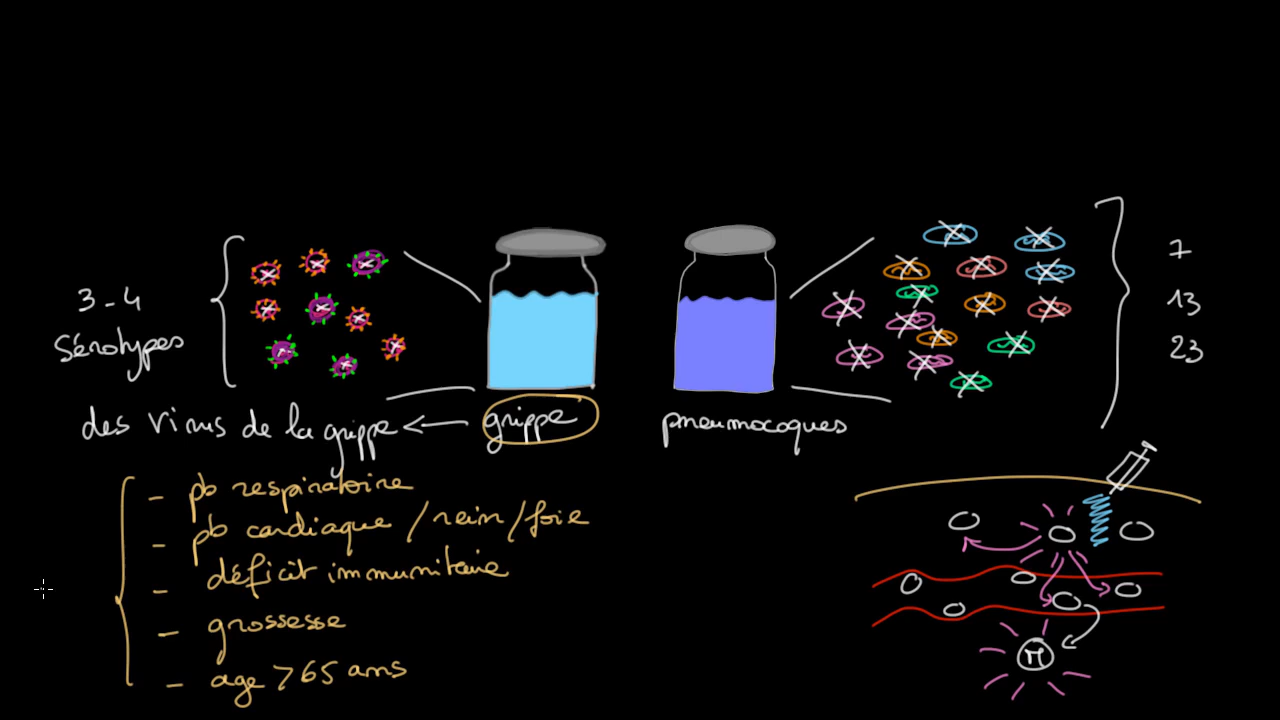 3-4
sérotypes
des virus de la grippe ← grippe
pneumocoques
7
13
23
- pb respiratoire
- pb cardiaque / rein / foie
- déficit immunitaire
- grossesse
- age > 65 ans
π